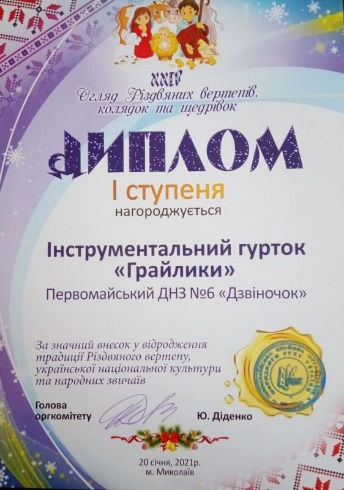 XXIV
Огляд Різдвяних вертепів,
колядок та щедрівок
ДИПЛОМ
І ступеня
нагороджується
Інструментальний гурток
«Грайлики»
Первомайський ДНЗ №6 «Дзвіночок»
За значний внесок у відродження
традиції Різдвяного вертепу,
української національної культури
та народних звичаїв
Голова
оргкомітету
Ю. Діденко
20 січня, 2021р.
м. Миколаїв